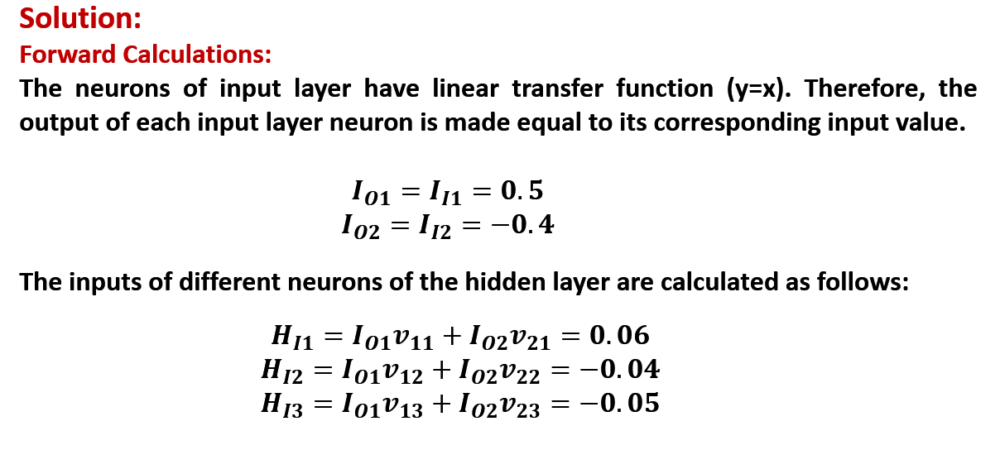 Solution:
Forward Calculations:
The neurons of input layer have linear transfer function (y=x). Therefore, the
output of each input layer neuron is made equal to its corresponding input value.
I_{O1} = I_{I1} = 0.5
I_{O2} = I_{I2} = −0.4
The inputs of different neurons of the hidden layer are calculated as follows:
H_{I1} = I_{O1}v_{11} + I_{O2}v_{21} = 0.06
H_{I2} = I_{O1}v_{12} + I_{O2}v_{22} = −0.04
H_{I3} = I_{O1}v_{13} + I_{O2}v_{23} = −0.05